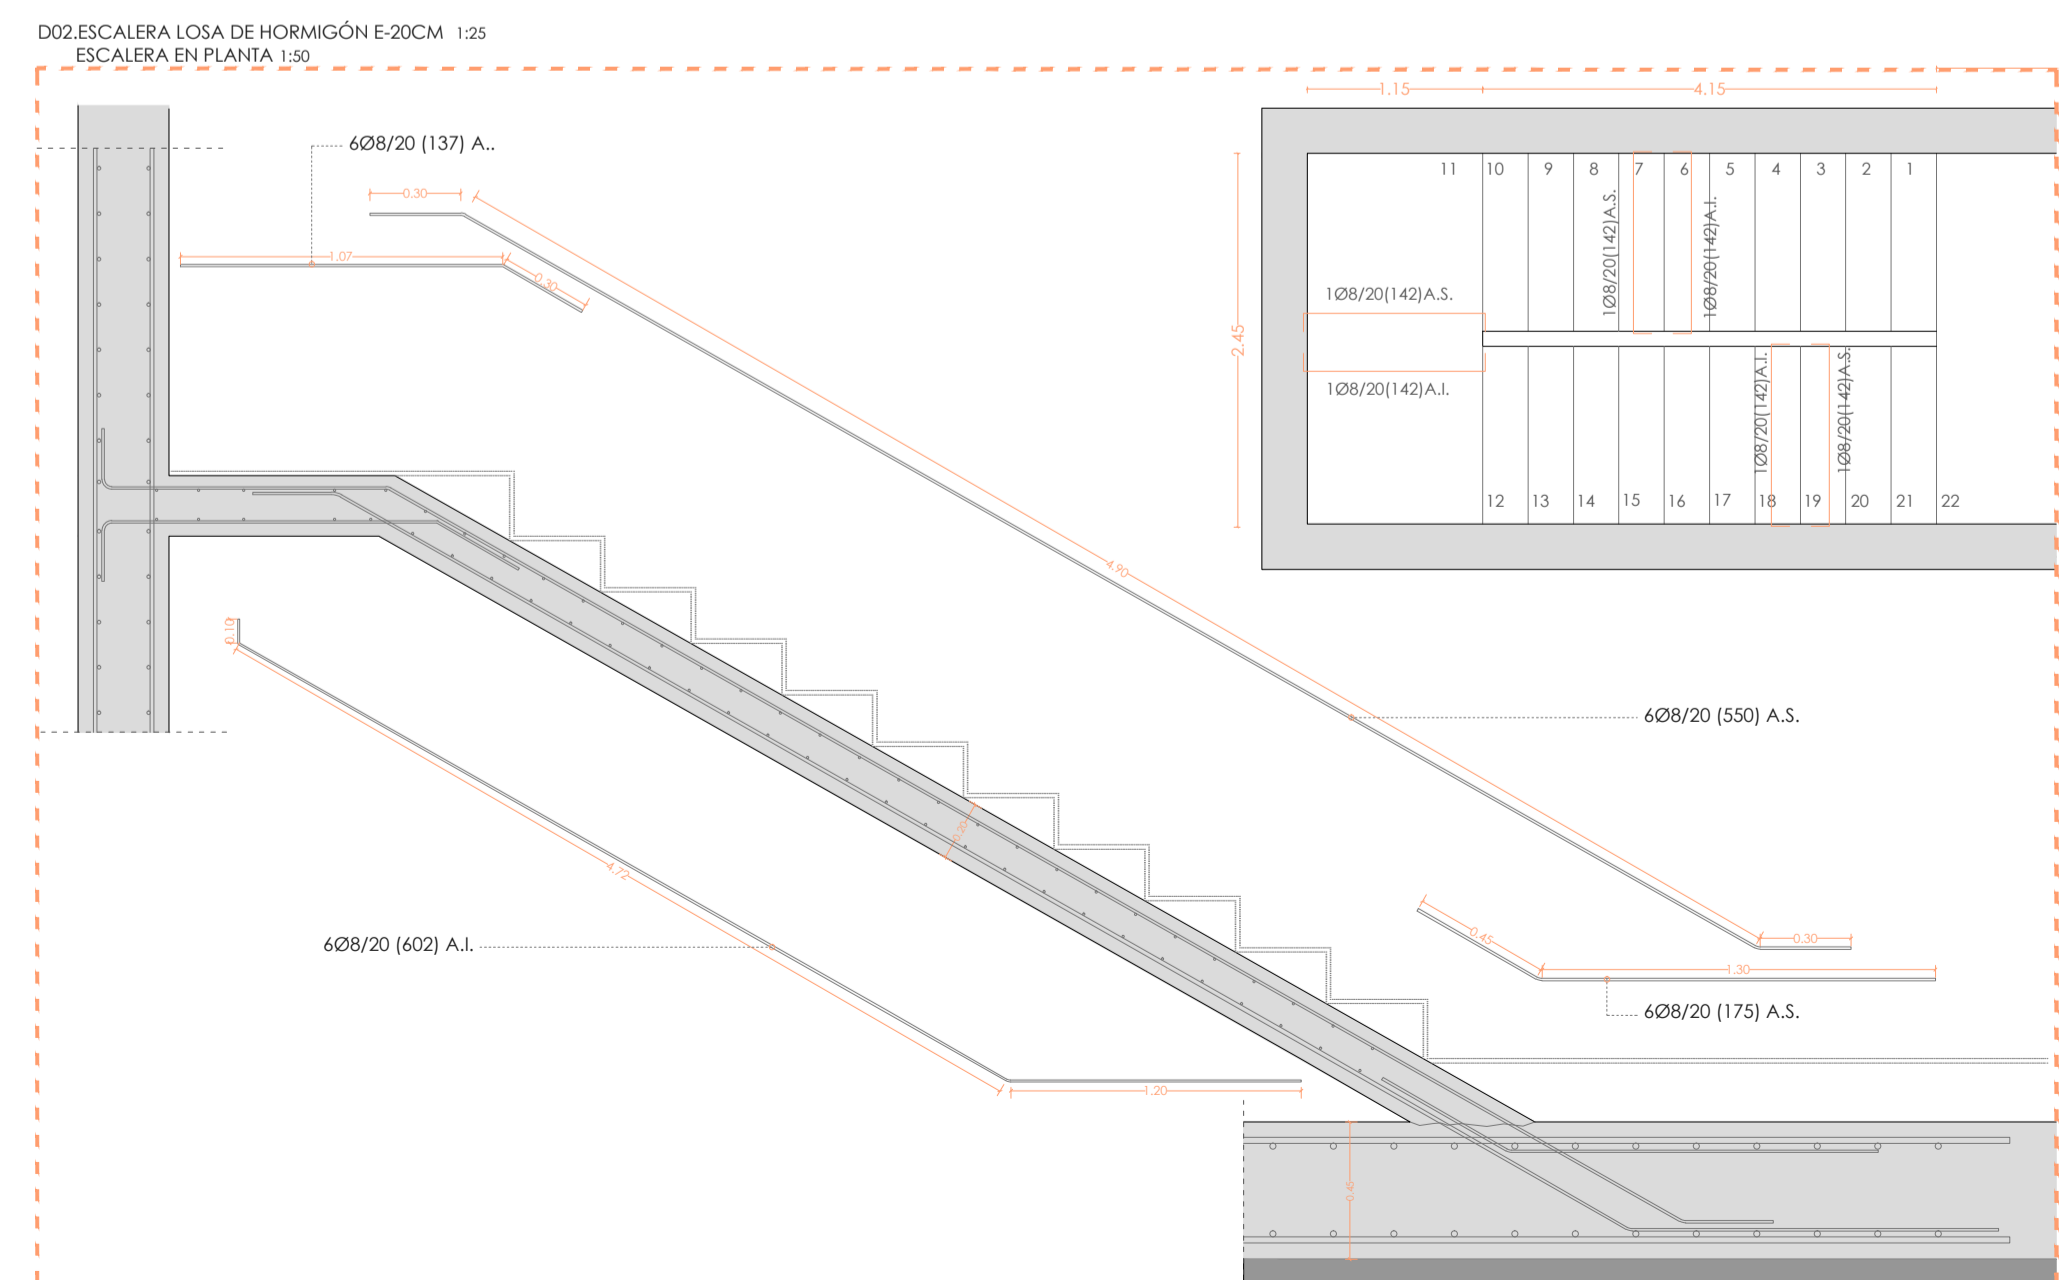 D02.ESCALERA LOSA DE HORMIGÓN E-20CM 1:25
ESCALERA EN PLANTA 1:50
1.15
4.15
6Ø8/20 (137) A..
0.30
1.07
0.30
11 10 9 8 7 6 5 4 3 2 1
1Ø8/20(142)A.S.
1Ø8/20(142)A.I.
1Ø8/20(142)A.S.
2.45
1Ø8/20(142)A.I.
1Ø8/20(142)A.I.
1Ø8/20(142)A.S.
12 13 14 15 16 17 18 19 20 21 22
4.90
0.10
6Ø8/20 (550) A.S.
0.20
4.72
0.45
0.30
6Ø8/20 (602) A.I.
1.30
6Ø8/20 (175) A.S.
1.20
0.45